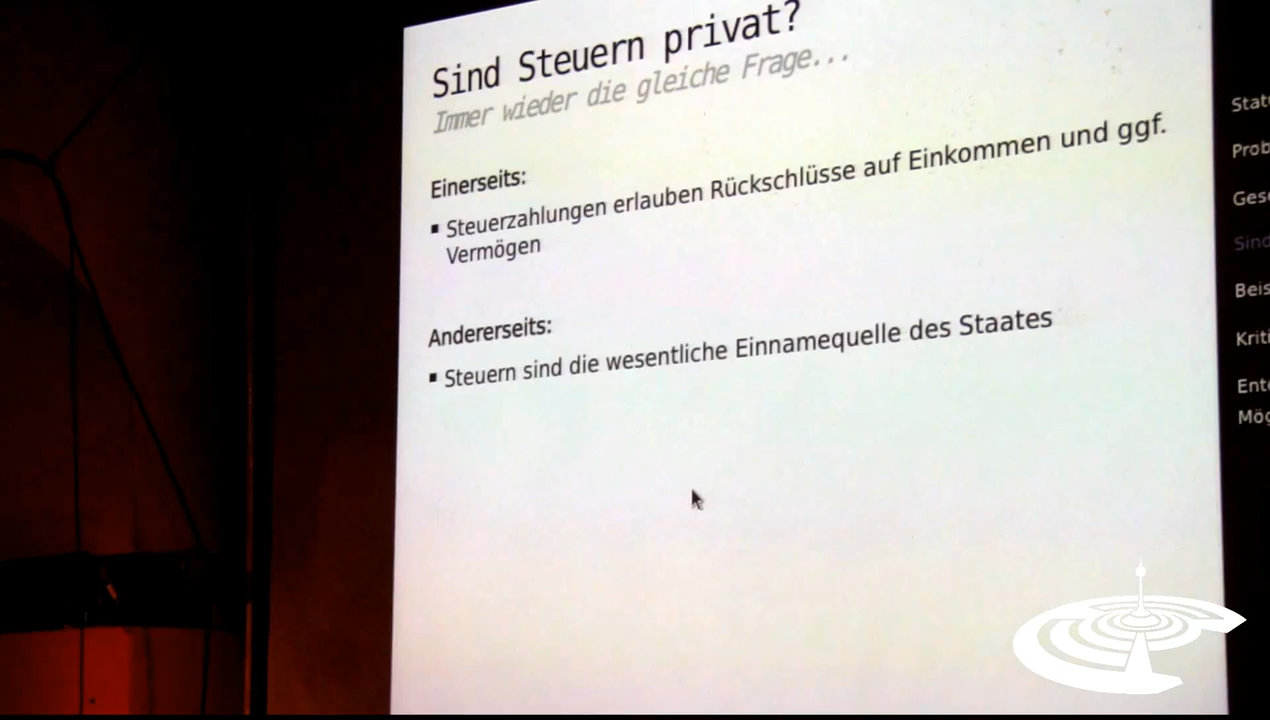 Sind Steuern privat?
Immer wieder die gleiche Frage...
Einerseits:
▪ Steuerzahlungen erlauben Rückschlüsse auf Einkommen und ggf.
Vermögen
Andererseits:
▪ Steuern sind die wesentliche Einnamequelle des Staates
Sind